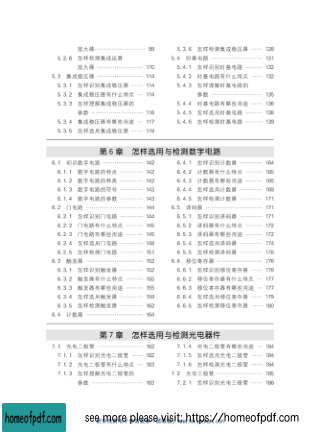 放大器 ……………………… 89
5.2.6 怎样检测集成运算
放大器 ……………………… 110
5.3 集成稳压器 ……………………… 114
5.3.1 怎样识别集成稳压 …… 114
5.3.2 集成稳压器有什么特点 … 114
5.3.3 怎样理解集成稳压器的
参数 ……………………… 116
5.3.4 集成稳压器有哪些用途 … 117
5.3.5 怎样选用集成稳压器 …… 119
5.3.6 怎样检测集成稳压器 …… 128
5.4 时基电路 ……………………… 131
5.4.1 怎样识别时基电路 ……… 132
5.4.2 时基电路有什么特点 …… 132
5.4.3 怎样理解时基电路的
参数 ……………………… 135
5.4.4 时基电路有哪些用途 …… 136
5.4.5 怎样选用时基电路 ……… 138
5.4.6 怎样检测时基电路 ……… 139
第6章 怎样选用与检测数字电路
6.1 初识数字电路 ……………………… 142
6.1.1 数字电路的特点 ………… 142
6.1.2 数字电路的种类 ………… 142
6.1.3 数字电路的符号 ………… 143
6.1.4 数字电路的参数 ………… 143
6.2 门电路 ……………………… 144
6.2.1 怎样识别门电路 ………… 144
6.2.2 门电路有什么特点 ……… 145
6.2.3 门电路有哪些用途 ……… 145
6.2.4 怎样选用门电路 ………… 148
6.2.5 怎样检测门电路 ………… 151
6.3 触发器 ……………………… 152
6.3.1 怎样识别触发器 ………… 152
6.3.2 触发器有什么特点 ……… 155
6.3.3 触发器有哪些用途 ……… 155
6.3.4 怎样选用触发器 ………… 159
6.3.5 怎样检测触发器 ………… 162
6.4 计数器 ……………………… 164
6.4.1 怎样识别计数器 ………… 164
6.4.2 计数器有什么特点 ……… 165
6.4.3 计数器有哪些用途 ……… 165
6.4.4 怎样选用计数器 ………… 169
6.4.5 怎样检测计数器 ………… 171
6.5 译码器 ……………………… 171
6.5.1 怎样识别译码器 ………… 171
6.5.2 译码器有什么特点 ……… 172
6.5.3 译码器有哪些用途 ……… 172
6.5.4 怎样选用译码器 ………… 174
6.5.5 怎样检测译码器 ………… 176
6.6 移位寄存器 ……………………… 176
6.6.1 怎样识别移位寄存器 …… 176
6.6.2 移位寄存器有什么特点 … 177
6.6.3 移位寄存器有哪些用途 … 177
6.6.4 怎样选用移位寄存器 …… 179
6.6.5 怎样检测移位寄存器 …… 180
第7章 怎样选用与检测光电器件
7.1 光电二极管 ……………………… 182
7.1.1 怎样识别光电二极管 …… 182
7.1.2 光电二极管有什么特点 … 183
7.1.3 怎样理解光电二极管的
参数 ……………………… 183
7.1.4 光电二极管有哪些用途 … 184
7.1.5 怎样选用光电二极管 …… 184
7.1.6 怎样检测光电二极管 …… 184
7.2 光电三极管 ……………………… 185
7.2.1 怎样识别光电三极管 …… 186
homeofpdf.com
see more please visit: https://homeofpdf.com